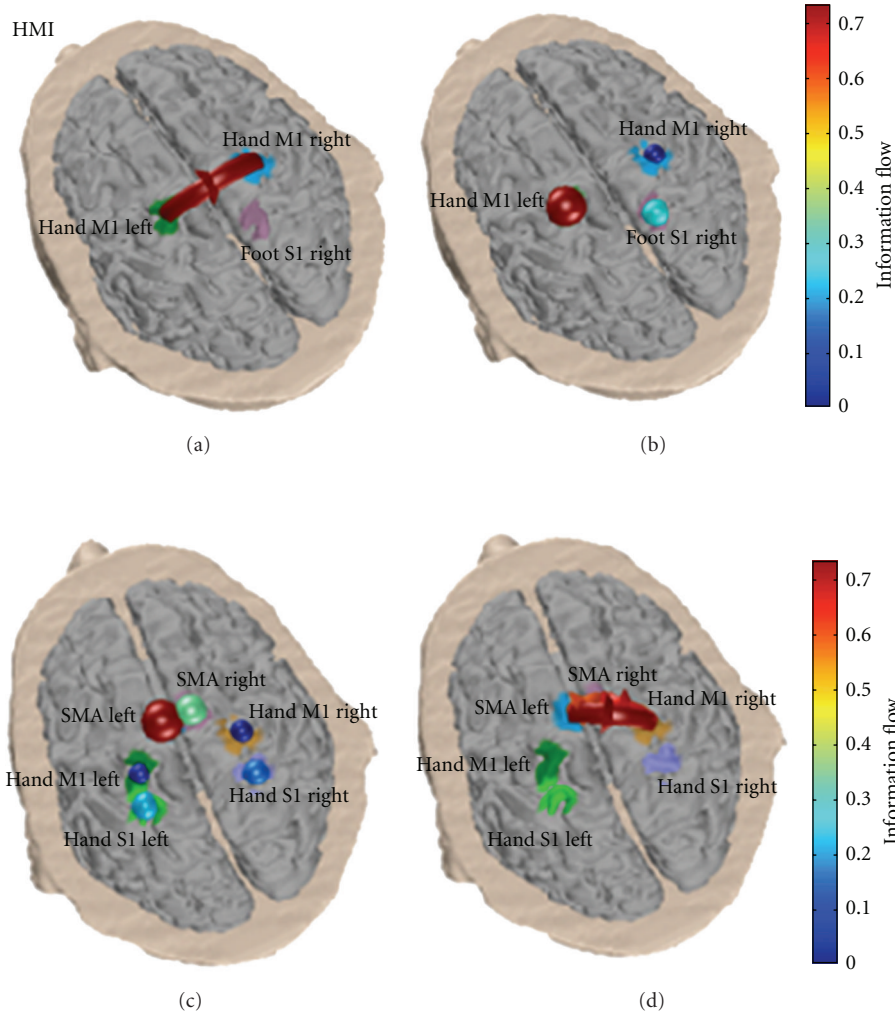 HMI
Hand M1 right
Hand M1 left
Foot S1 right
(a)
Hand M1 right
Hand M1 left
Foot S1 right
(b)
0.7
0.6
0.5
0.4
0.3
0.2
0.1
0
Information flow
SMA right
SMA left
Hand M1 right
Hand M1 left
Hand S1 right
Hand S1 left
(c)
SMA right
SMA left
Hand M1 right
Hand M1 left
Hand S1 right
Hand S1 left
(d)
0.7
0.6
0.5
0.4
0.3
0.2
0.1
0
Information flow